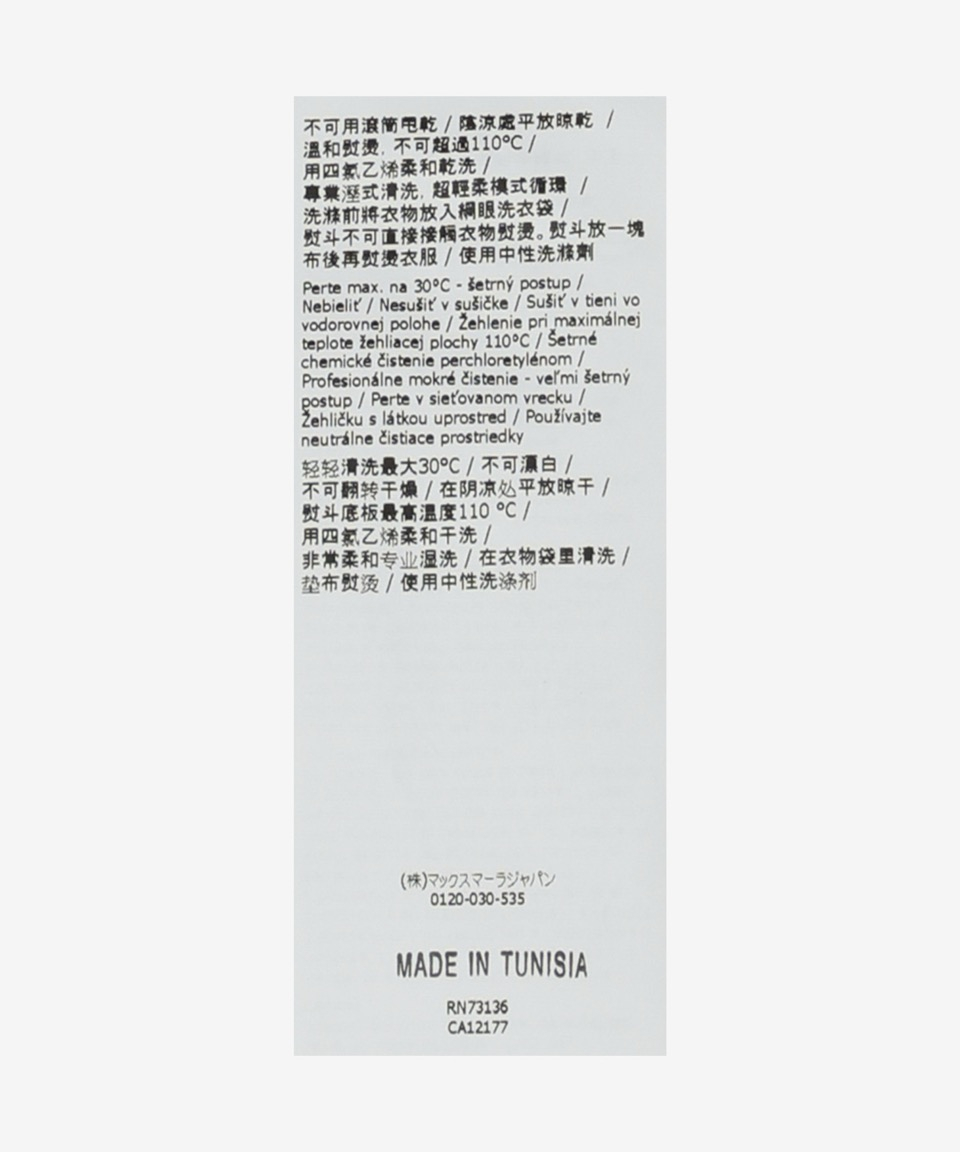 不可用滾筒甩乾 / 蔭涼處平放晾乾 /
溫和熨燙, 不可超過110°C /
用四氯乙烯柔和乾洗 /
專業溼式清洗, 超輕柔模式循環 /
洗滌前將衣物放入綱眼洗衣袋 /
熨斗不可直接接觸衣物熨燙。熨斗放一塊
布後再熨燙衣服 / 使用中性洗滌劑
Perte max. na 30°C - šetrný postup /
Nebieliť / Nesušiť v sušičke / Sušiť v tieni vo
vodorovnej polohe / Žehlenie pri maximálnej
teplote žehliacej plochy 110°C / Šetrné
chemické čistenie perchloretylénom /
Profesionálne mokré čistenie - veľmi šetrný
postup / Perte v sieťovanom vrecku /
Žehličku s látkou uprostred / Používajte
neutrálne čistiace prostriedky
轻轻清洗最大30°C / 不可漂白 /
不可翻转干燥 / 在阴凉处平放晾干 /
熨斗底板最高温度110 °C /
用四氯乙烯柔和干洗 /
非常柔和专业湿洗 / 在衣物袋里清洗 /
垫布熨烫 / 使用中性洗涤剂
(株)マックスマーラジャパン
0120-030-535
MADE IN TUNISIA
RN73136
CA12177